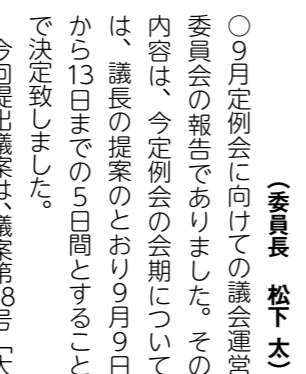 （委員長　松下 太）
○９月定例会に向けての議会運営
委員会の報告でありました。その
内容は、今定例会の会期について
は、議長の提案のとおり９月９日
から13日までの５日間とすること
で決定致しました。
今回提出議案は、議案第